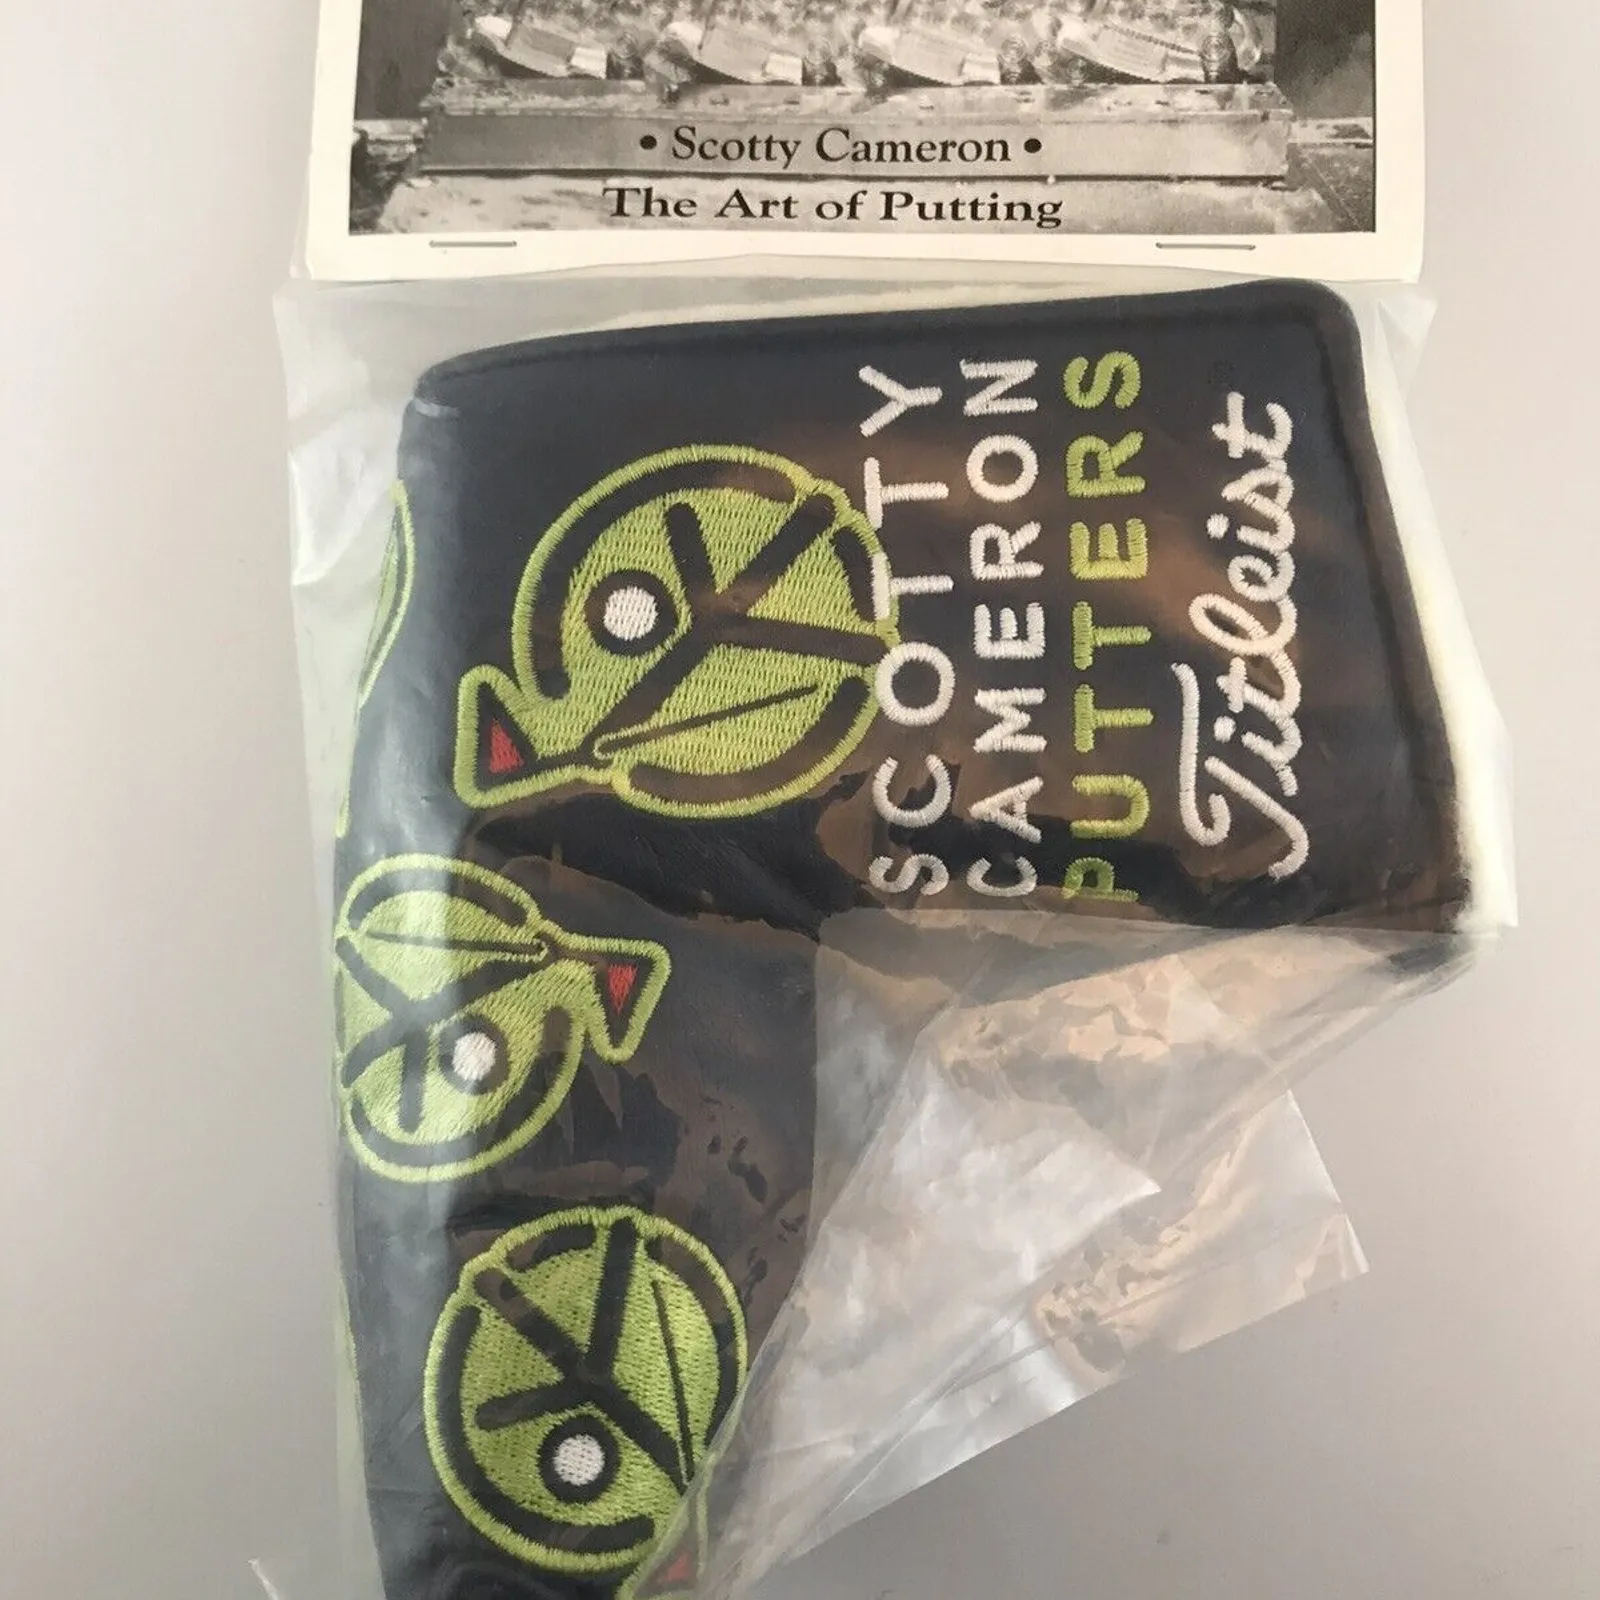 • Scotty Cameron •
The Art of Putting
SCOTTY
CAMERON
PUTTERS
Titleist